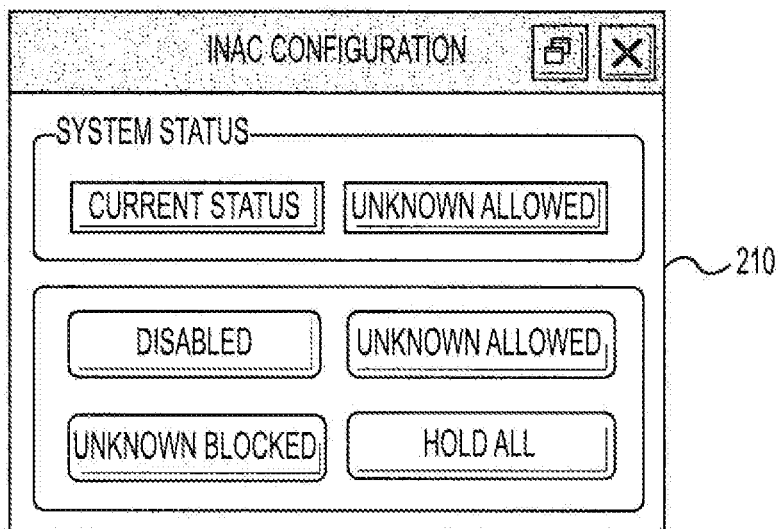 INAC CONFIGURATION
SYSTEM STATUS
CURRENT STATUS UNKNOWN ALLOWED
210
DISABLED UNKNOWN ALLOWED
UNKNOWN BLOCKED HOLD ALL